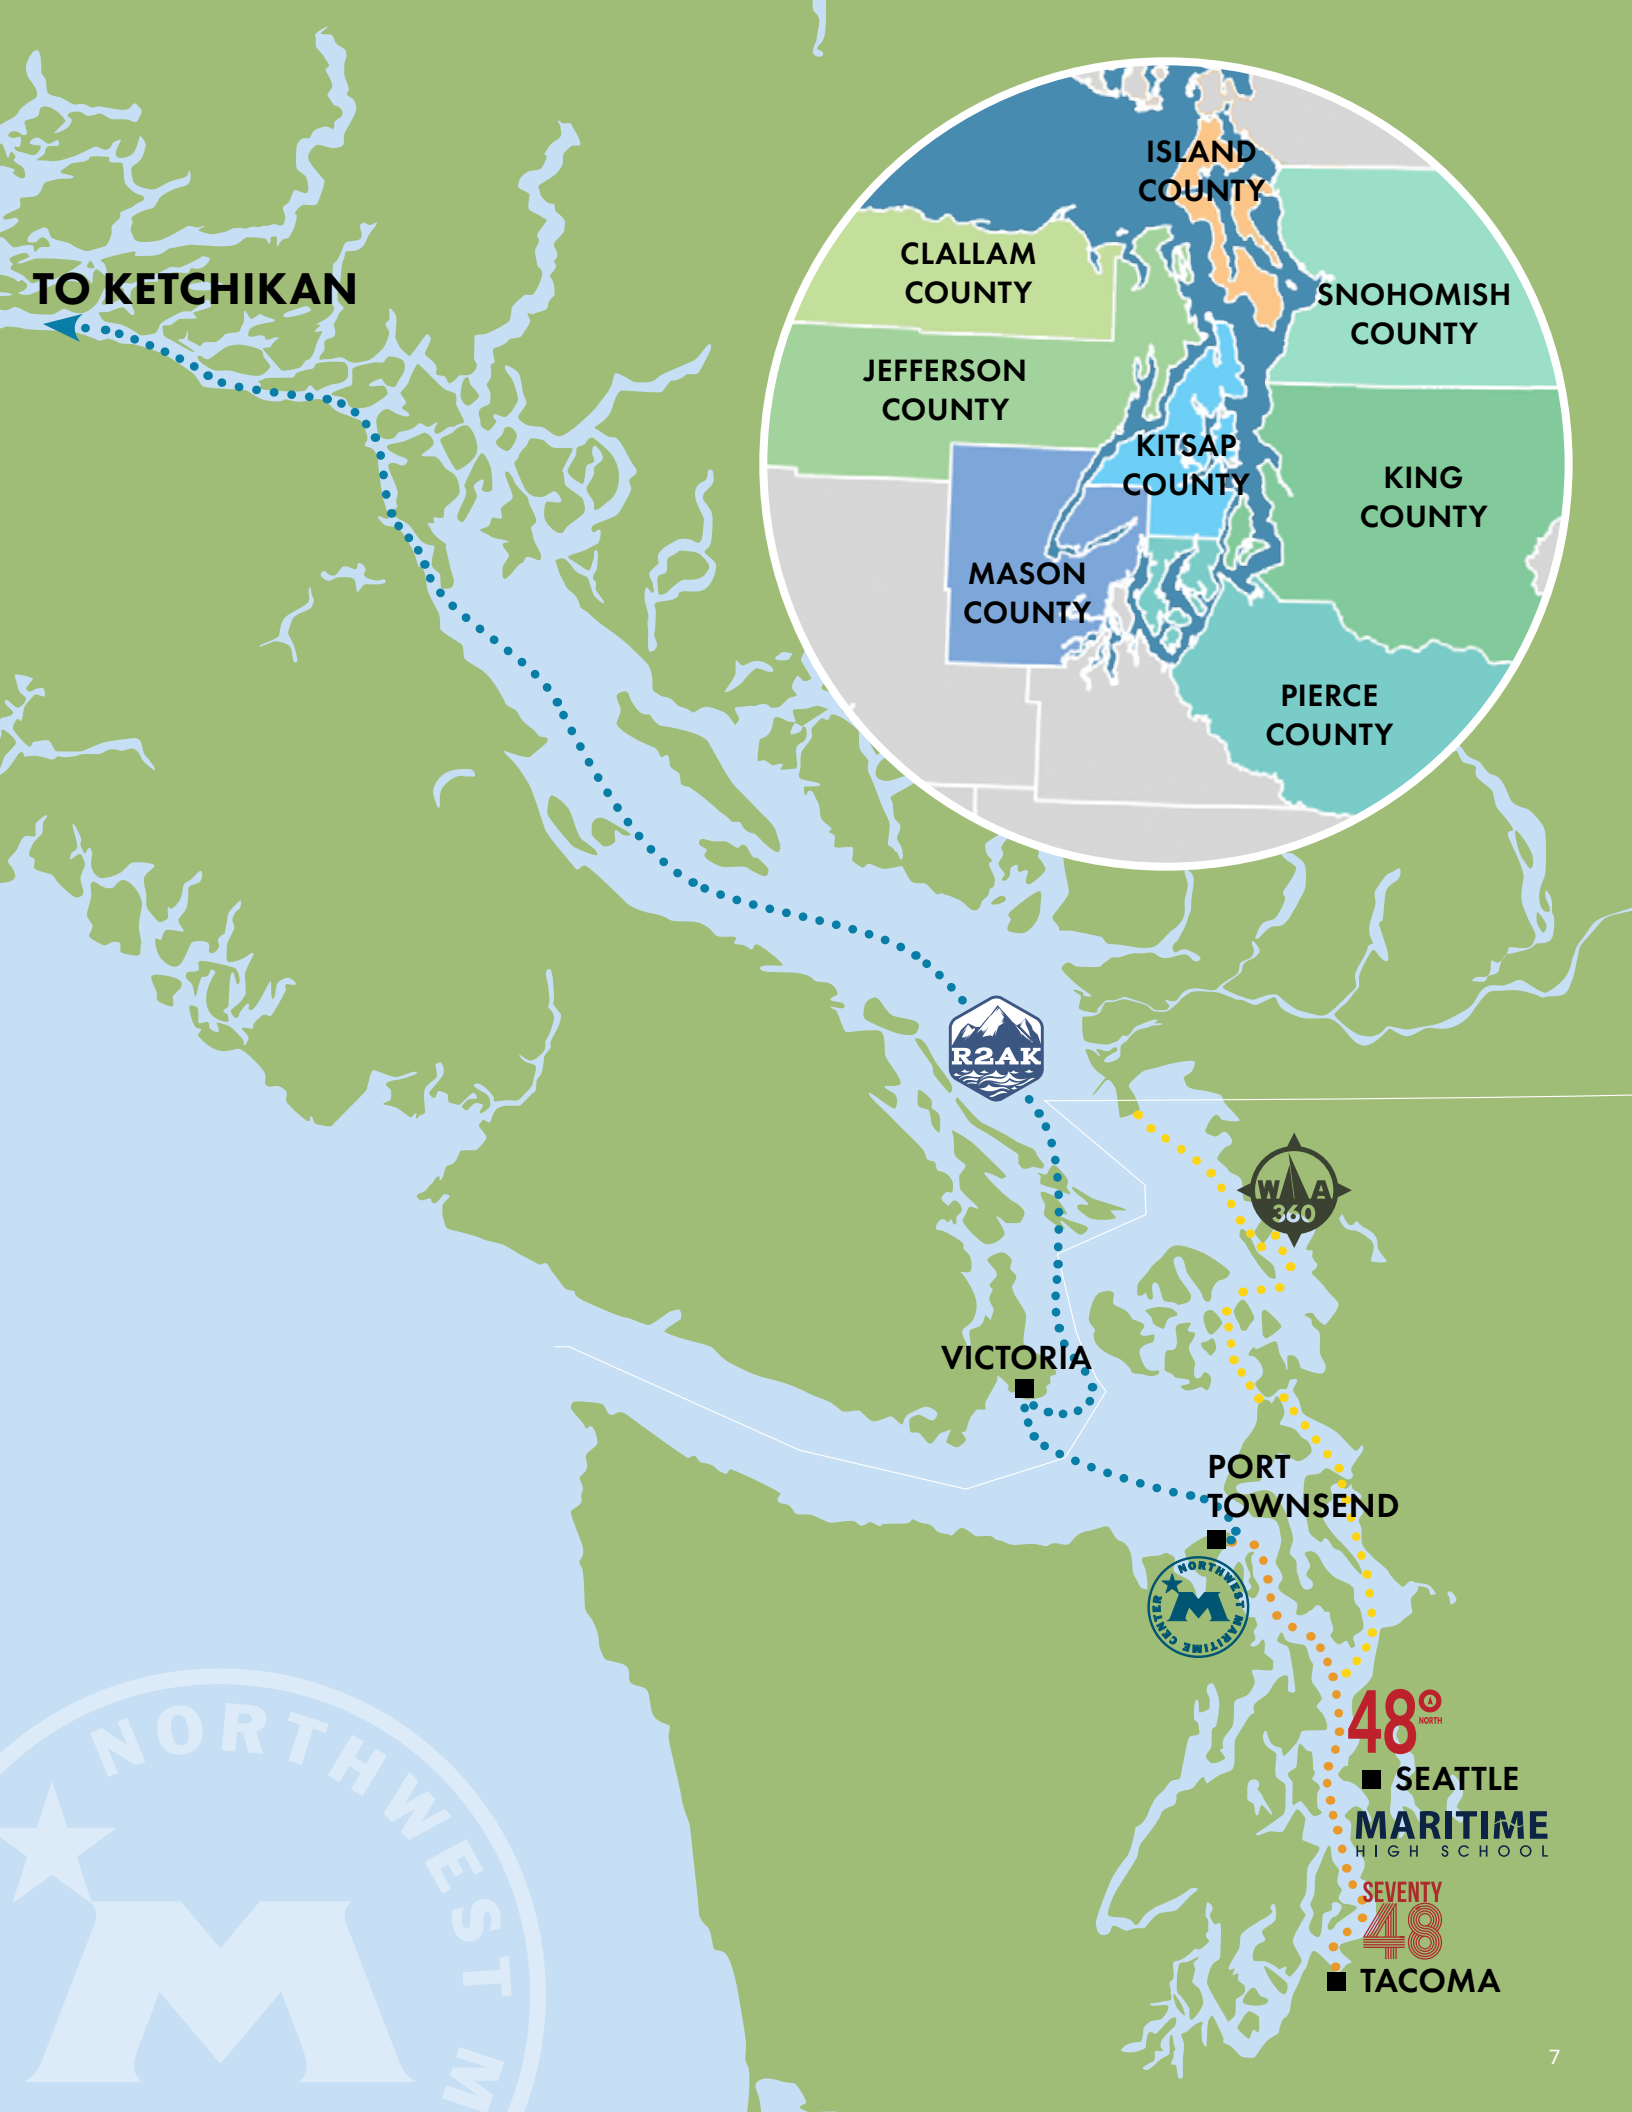 ISLAND
COUNTY
CLALLAM
COUNTY
SNOHOMISH
COUNTY
TO KETCHIKAN
JEFFERSON
COUNTY
KITSAP
COUNTY
KING
COUNTY
MASON
COUNTY
PIERCE
COUNTY
R2AK
WA
360
VICTORIA
PORT
TOWNSEND
NORTHWEST MARITIME CENTER
48°
NORTH
SEATTLE
MARITIME
HIGH SCHOOL
SEVENTY
48
TACOMA
NORTHWEST M
M
7